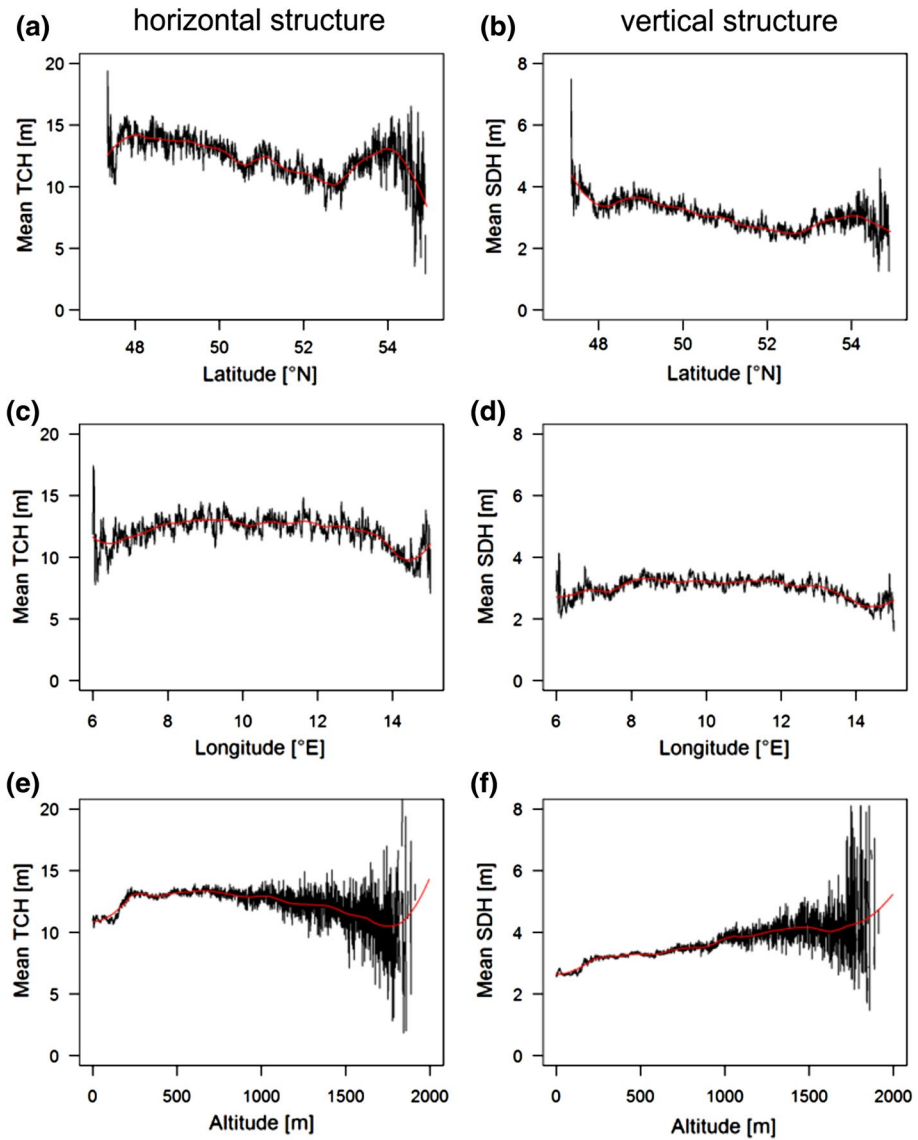 horizontal structure
vertical structure
(a)
20
15
10
5
0
Mean TCH [m]
48 50 52 54
Latitude [°N]
(b)
8
6
4
2
0
Mean SDH [m]
48 50 52 54
Latitude [°N]
(c)
20
15
10
5
0
Mean TCH [m]
6 8 10 12 14
Longitude [°E]
(d)
8
6
4
2
0
Mean SDH [m]
6 8 10 12 14
Longitude [°E]
(e)
20
15
10
5
0
Mean TCH [m]
0 500 1000 1500 2000
Altitude [m]
(f)
8
6
4
2
0
Mean SDH [m]
0 500 1000 1500 2000
Altitude [m]